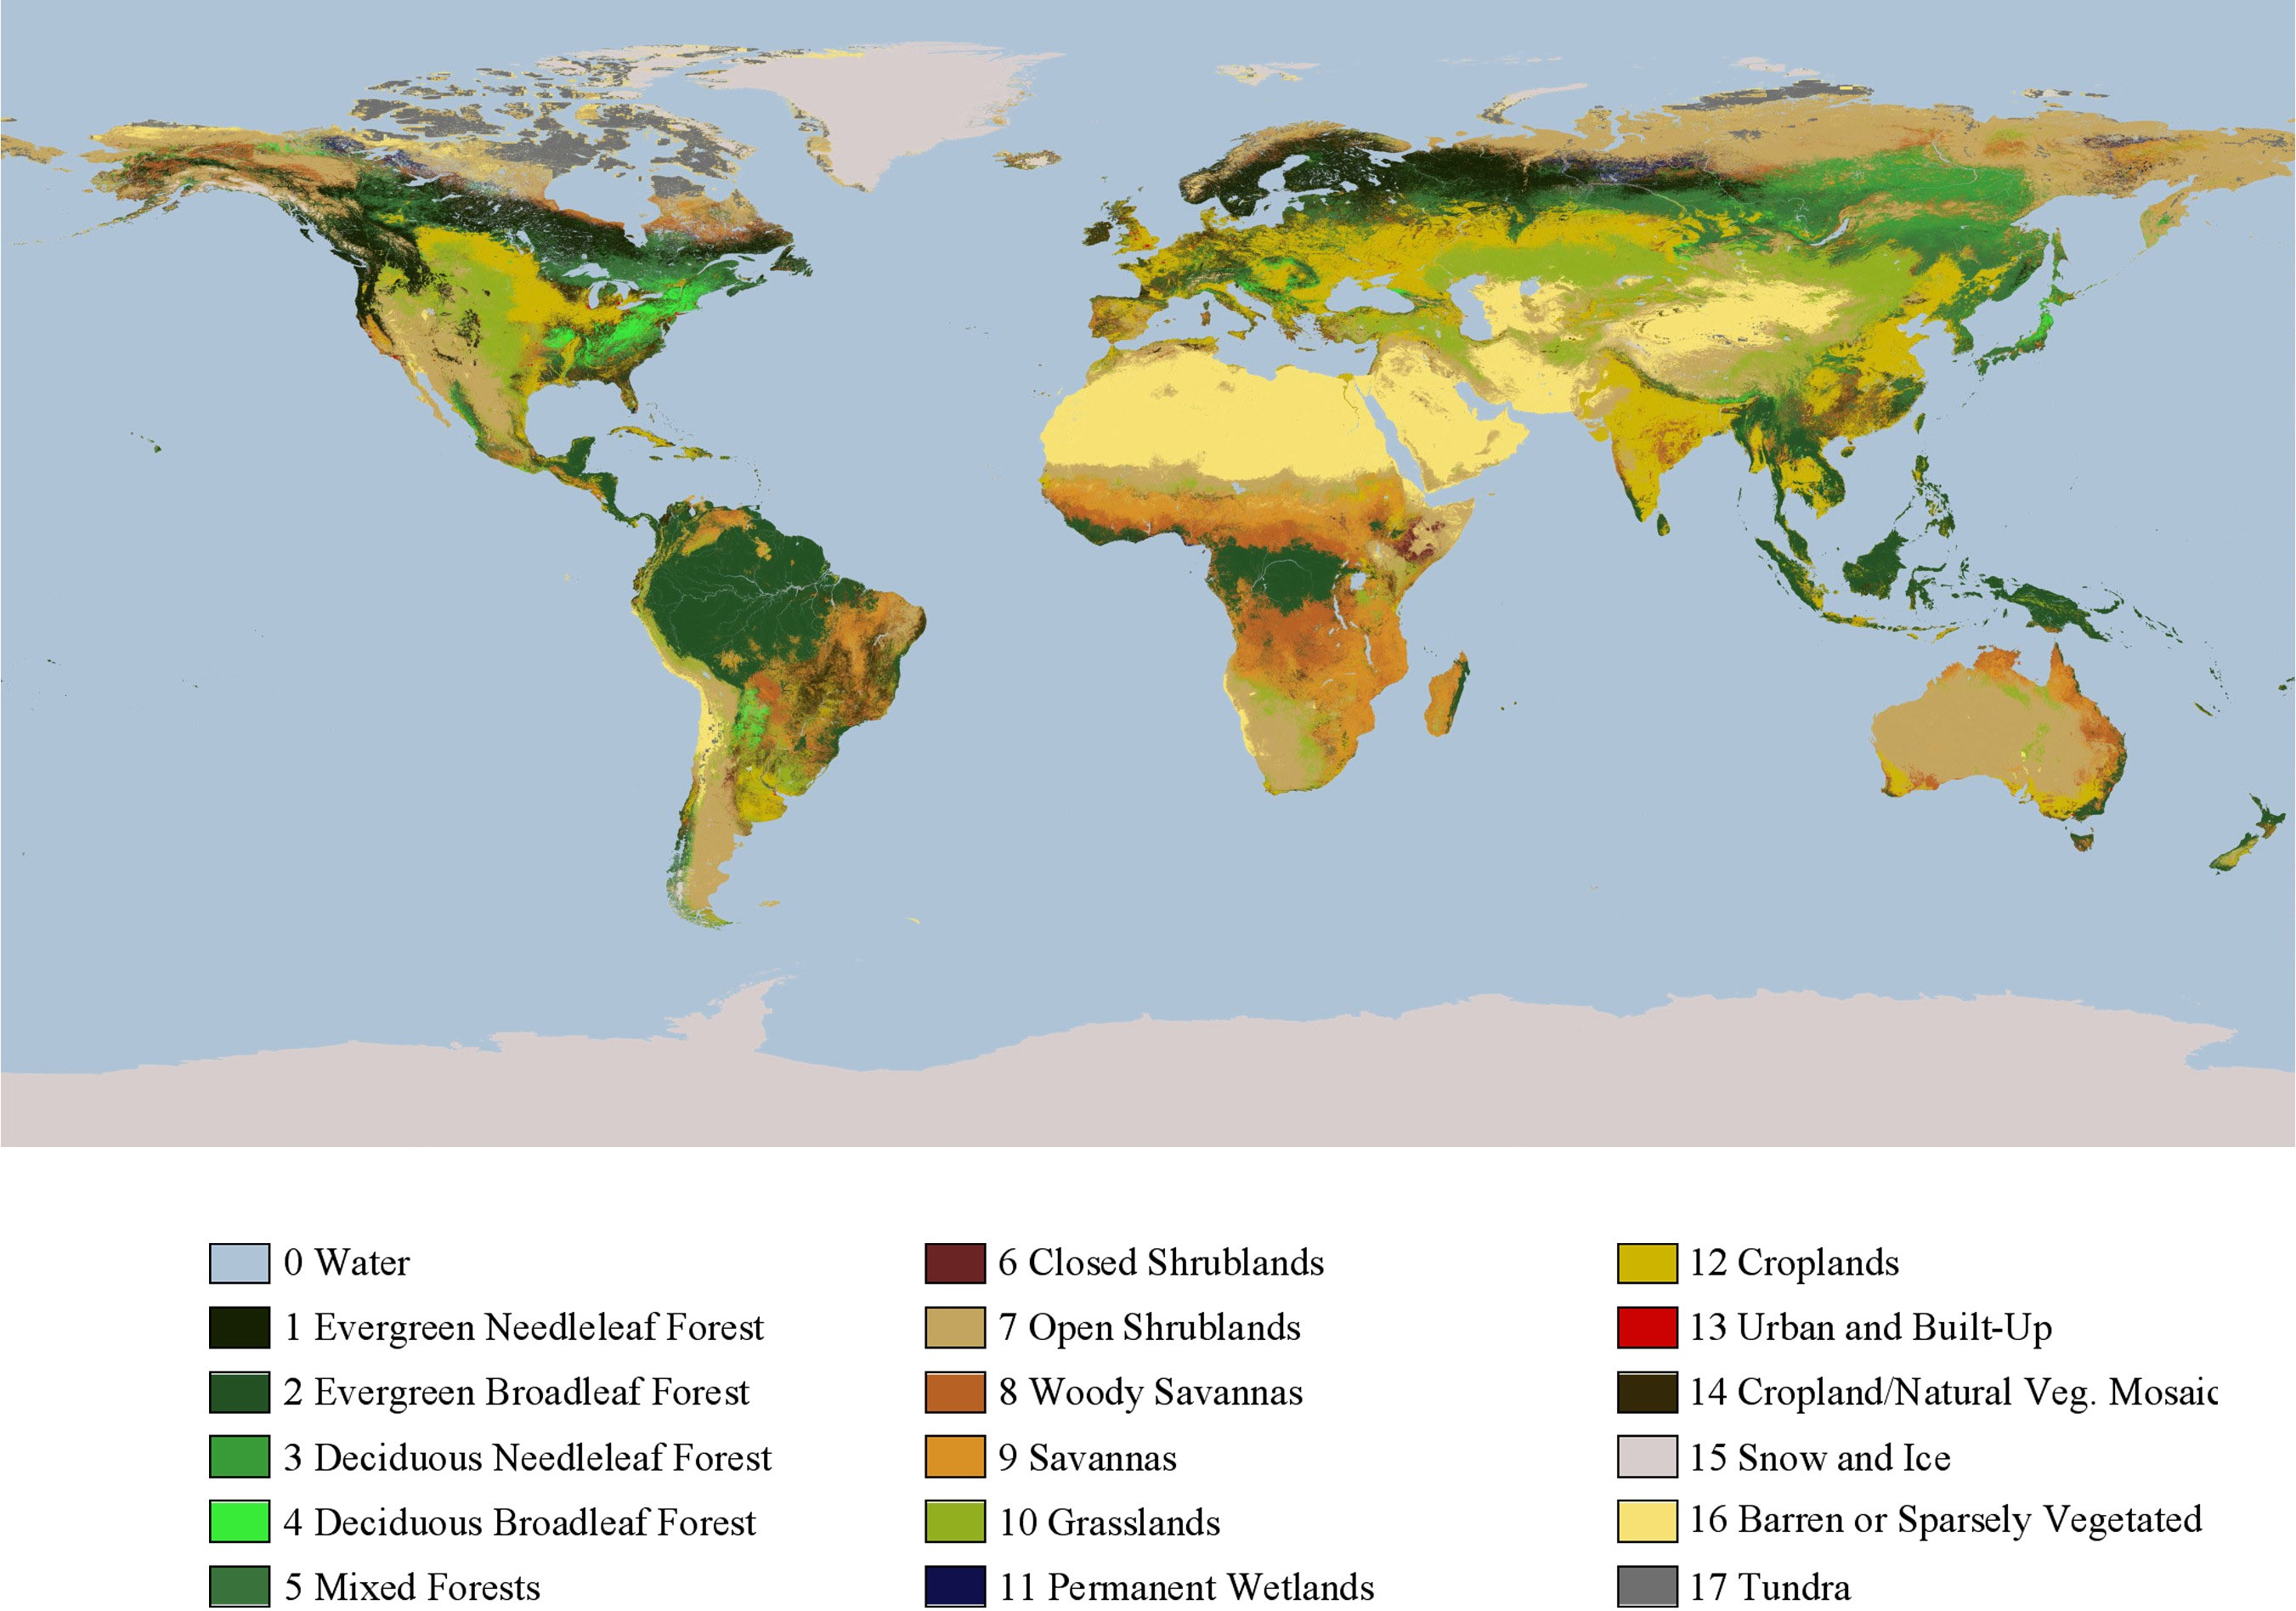 0 Water
1 Evergreen Needleleaf Forest
2 Evergreen Broadleaf Forest
3 Deciduous Needleleaf Forest
4 Deciduous Broadleaf Forest
5 Mixed Forests
6 Closed Shrublands
7 Open Shrublands
8 Woody Savannas
9 Savannas
10 Grasslands
11 Permanent Wetlands
12 Croplands
13 Urban and Built-Up
14 Cropland/Natural Veg. Mosaic
15 Snow and Ice
16 Barren or Sparsely Vegetated
17 Tundra